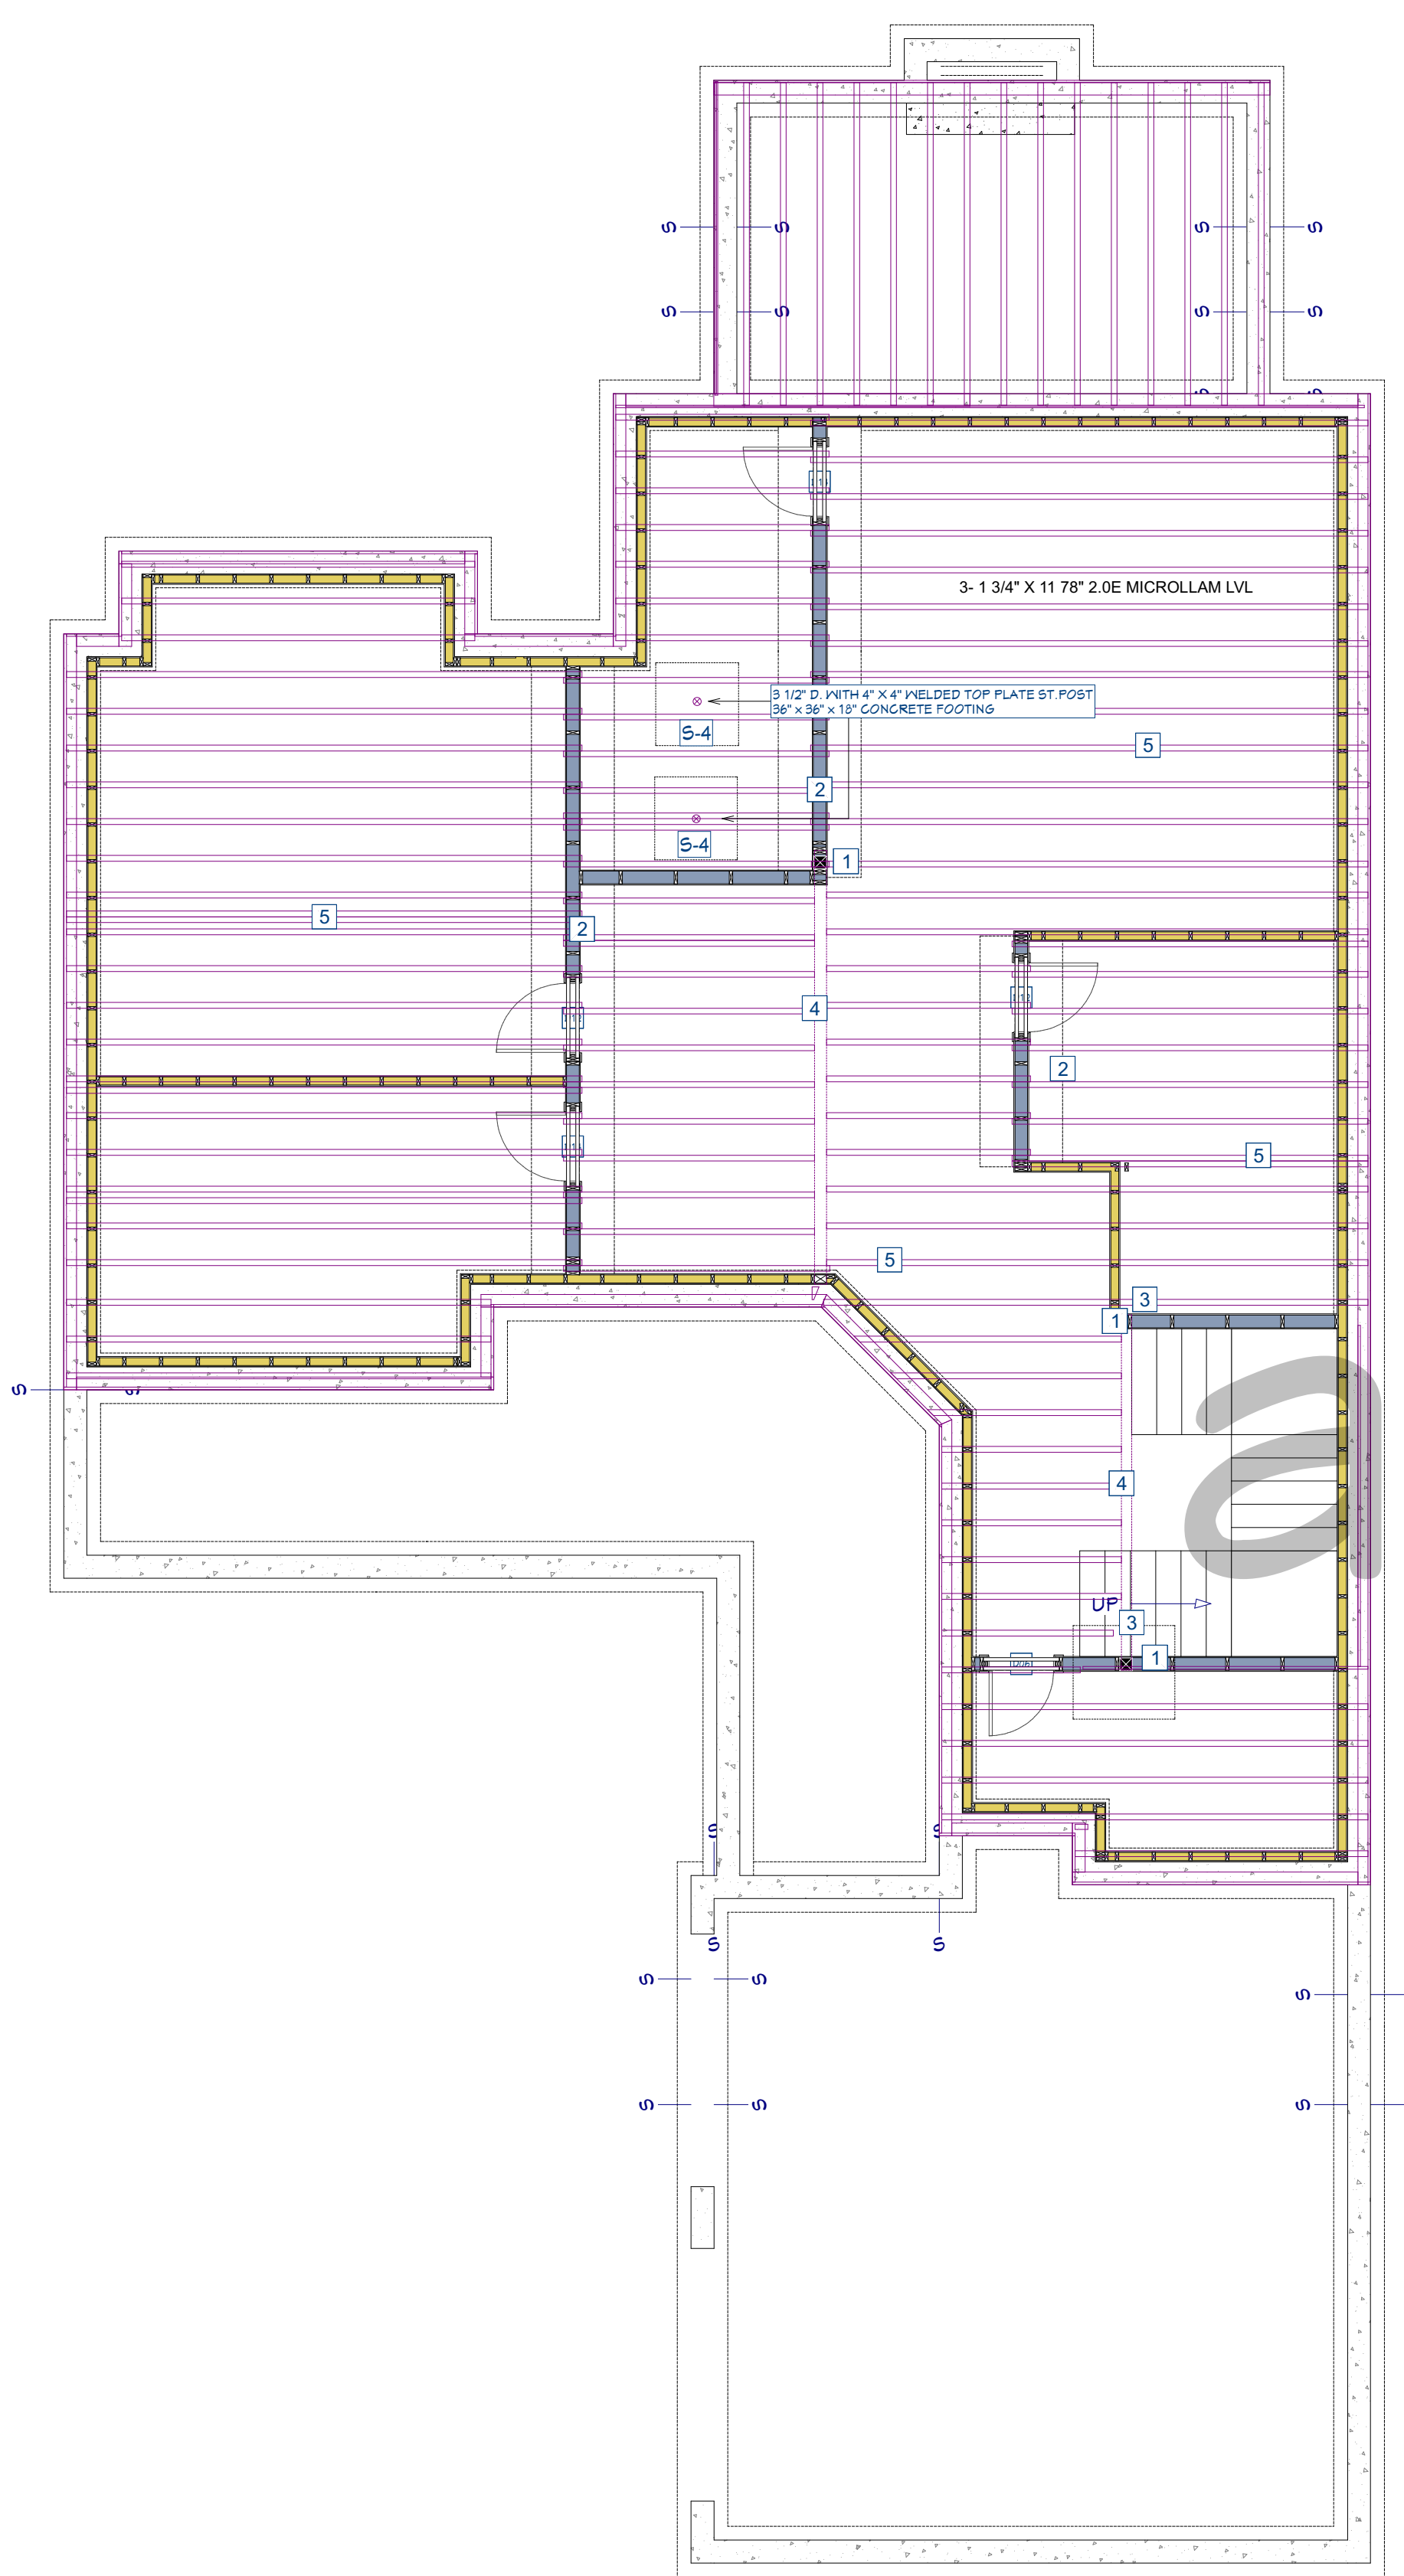 S S S S
S S S S
3- 1 3/4" X 11 78" 2.0E MICROLLAM LVL
3 1/2" D. WITH 4" X 4" WELDED TOP PLATE ST.POST
36" x 36" x 18" CONCRETE FOOTING
S-4
5
2
S-4
1
5
2
4
2
5
5
3
1
a
S S
4
UP
3
1
S S
S S
S S S
S S S